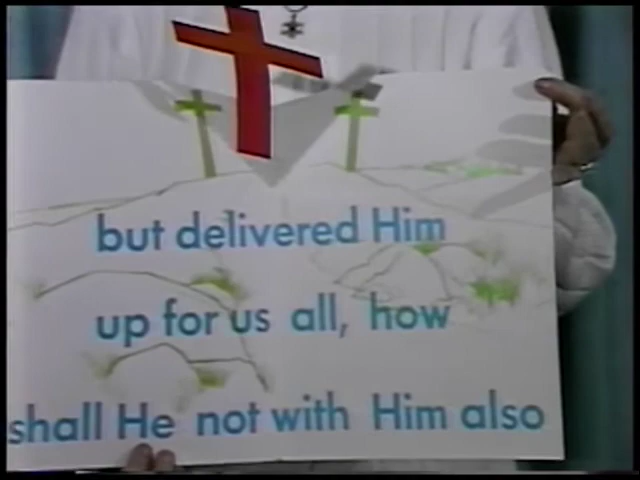 but delivered Him
up for us all, how
shall He not with Him also